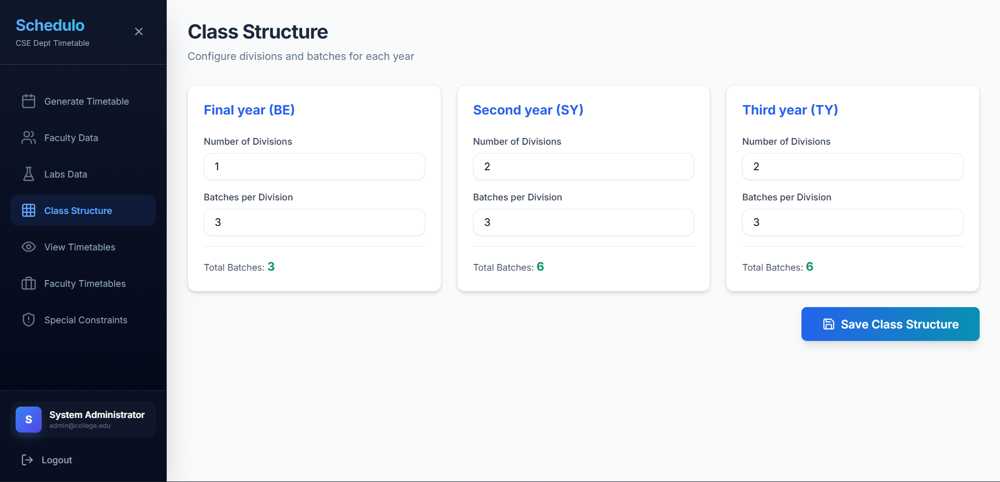 Schedulo
CSE Dept Timetable
Generate Timetable
Faculty Data
Labs Data
Class Structure
View Timetables
Faculty Timetables
Special Constraints
S
System Administrator
admin@college.edu
Logout
Class Structure
Configure divisions and batches for each year
Final year (BE)
Number of Divisions
1
Batches per Division
3
Total Batches: 3
Second year (SY)
Number of Divisions
2
Batches per Division
3
Total Batches: 6
Third year (TY)
Number of Divisions
2
Batches per Division
3
Total Batches: 6
Save Class Structure